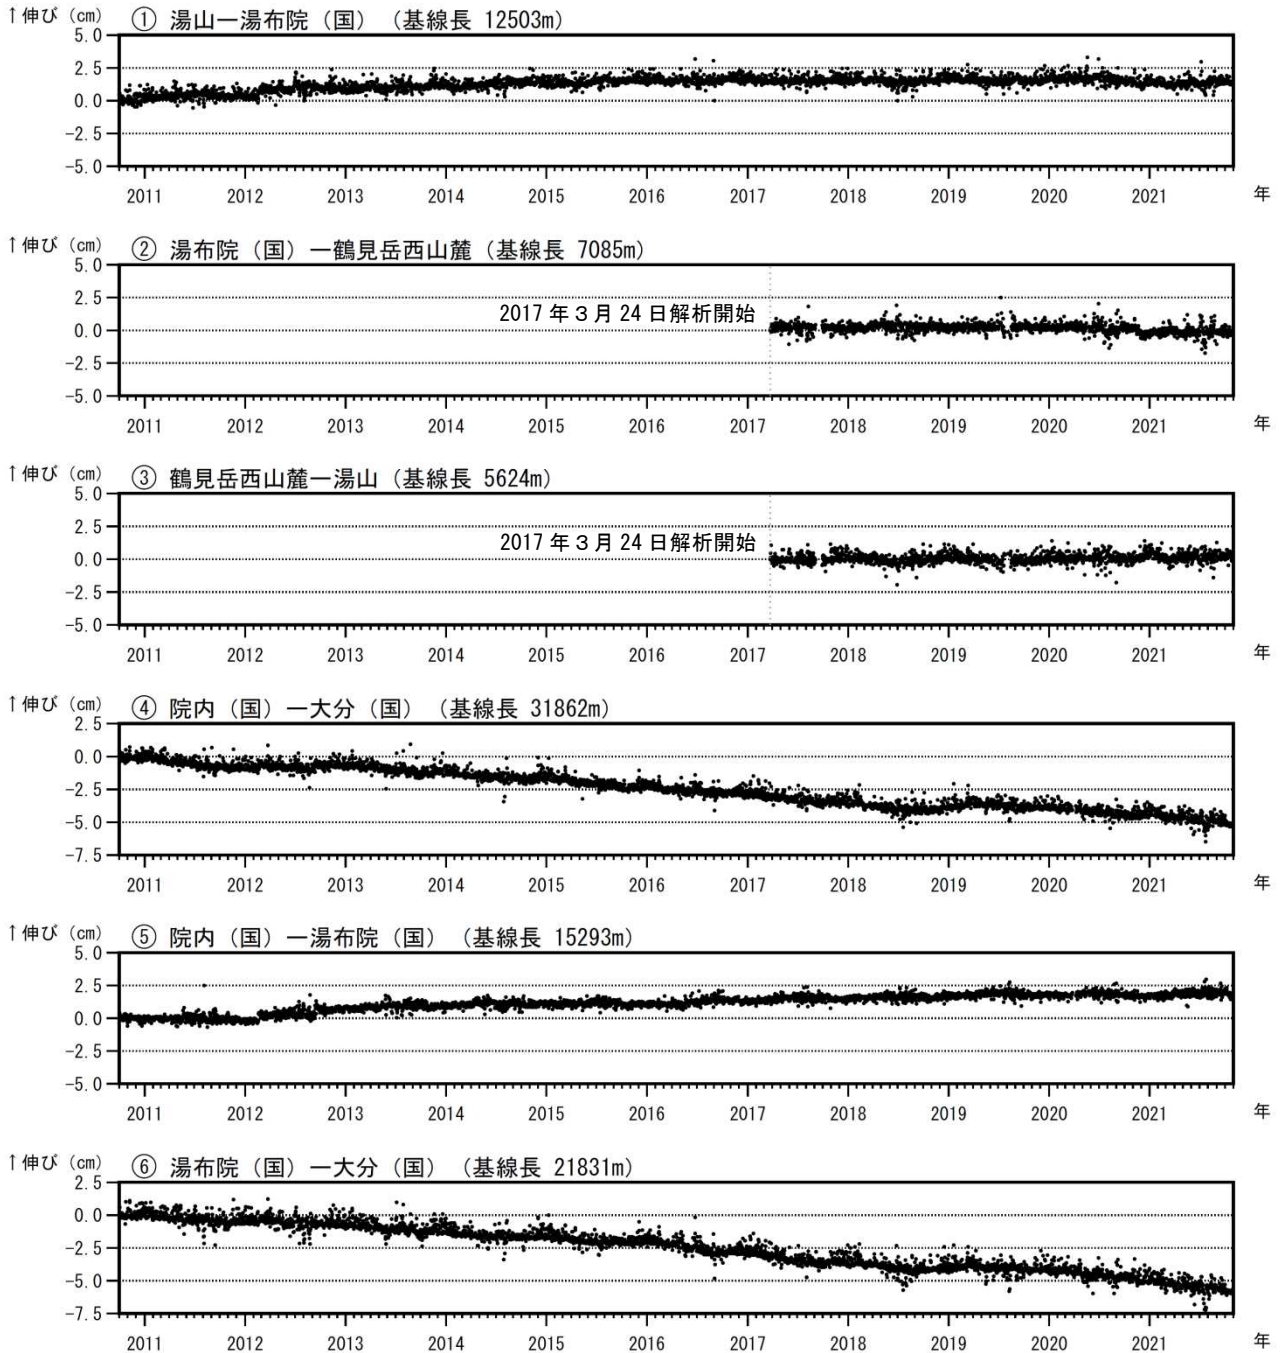 ↑伸び (cm) ① 湯山ー湯布院（国）（基線長 12503m）
5.0
2.5
0.0
-2.5
-5.0
2011 2012 2013 2014 2015 2016 2017 2018 2019 2020 2021 年
↑伸び (cm) ② 湯布院（国）ー鶴見岳西山麓（基線長 7085m）
5.0
2.5
2017年3月24日解析開始
0.0
-2.5
-5.0
2011 2012 2013 2014 2015 2016 2017 2018 2019 2020 2021 年
↑伸び (cm) ③ 鶴見岳西山麓ー湯山（基線長 5624m）
5.0
2.5
2017年3月24日解析開始
0.0
-2.5
-5.0
2011 2012 2013 2014 2015 2016 2017 2018 2019 2020 2021 年
↑伸び (cm) ④ 院内（国）ー大分（国）（基線長 31862m）
2.5
0.0
-2.5
-5.0
-7.5
2011 2012 2013 2014 2015 2016 2017 2018 2019 2020 2021 年
↑伸び (cm) ⑤ 院内（国）ー湯布院（国）（基線長 15293m）
5.0
2.5
0.0
-2.5
-5.0
2011 2012 2013 2014 2015 2016 2017 2018 2019 2020 2021 年
↑伸び (cm) ⑥ 湯布院（国）ー大分（国）（基線長 21831m）
2.5
0.0
-2.5
-5.0
-7.5
2011 2012 2013 2014 2015 2016 2017 2018 2019 2020 2021 年